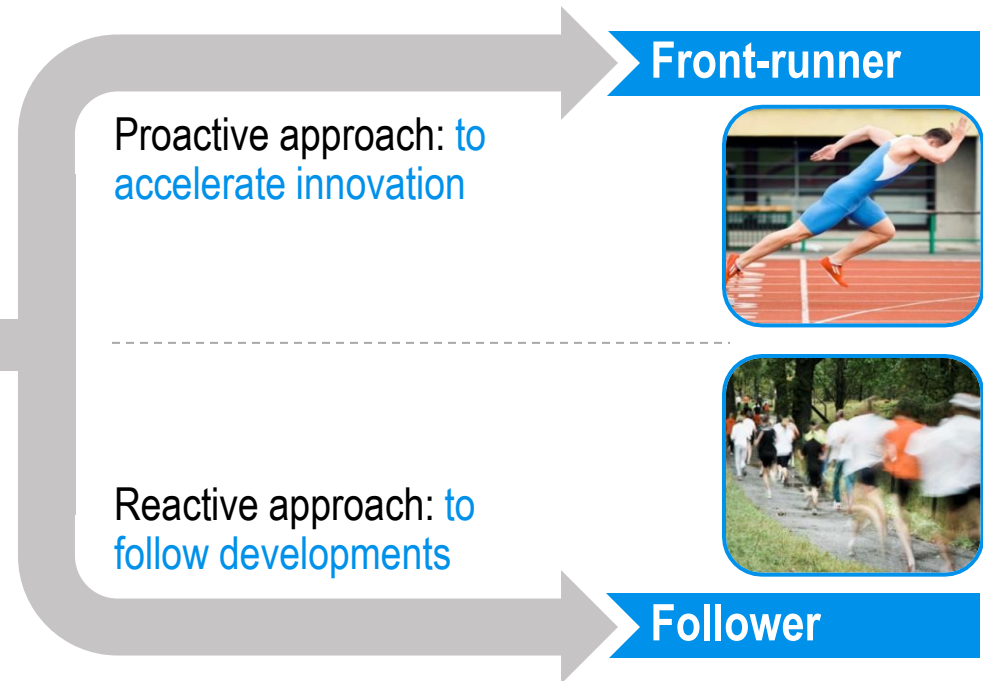 Front-runner
Proactive approach: to
accelerate innovation
Reactive approach: to
follow developments
Follower